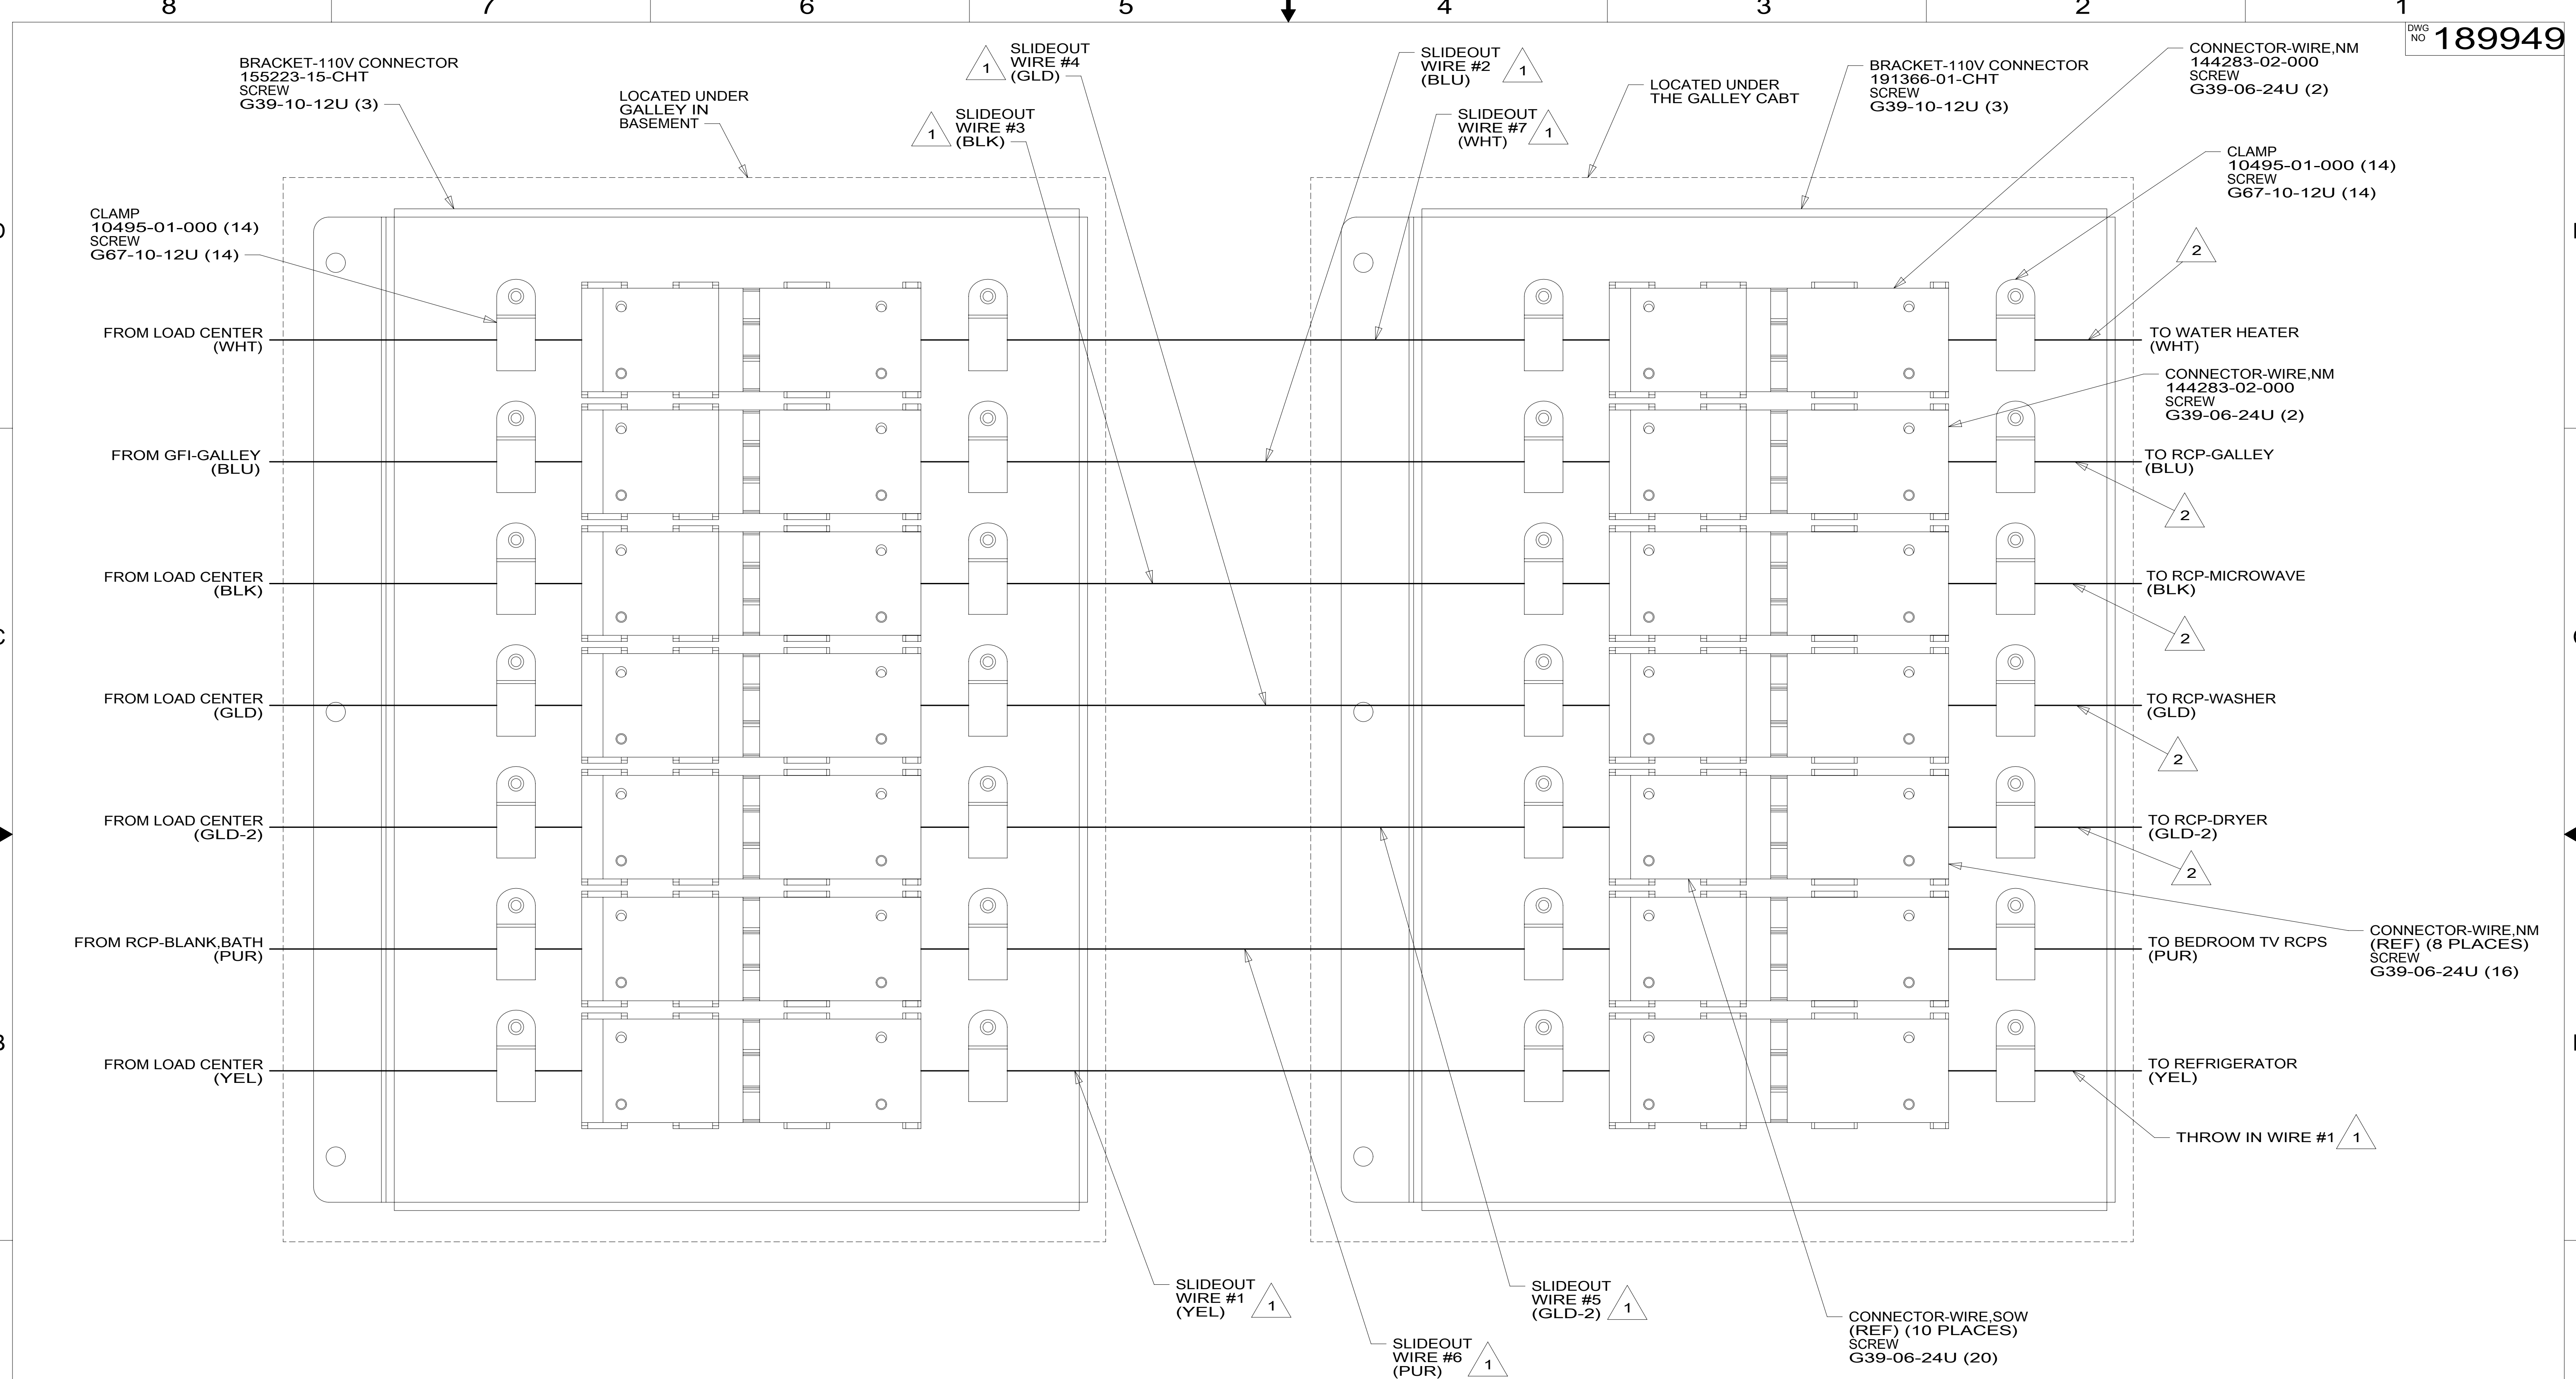 8 7 6 5 4 3 2 1
DWG
NO 189949
BRACKET-110V CONNECTOR
155223-15-CHT
SCREW
G39-10-12U (3)
LOCATED UNDER
GALLEY IN
BASEMENT
1
SLIDEOUT
WIRE #4
(GLD)
1
SLIDEOUT
WIRE #3
(BLK)
SLIDEOUT
WIRE #2
(BLU)
1
SLIDEOUT
WIRE #7
(WHT)
1
LOCATED UNDER
THE GALLEY CABT
BRACKET-110V CONNECTOR
191366-01-CHT
SCREW
G39-10-12U (3)
CONNECTOR-WIRE,NM
144283-02-000
SCREW
G39-06-24U (2)
CLAMP
10495-01-000 (14)
SCREW
G67-10-12U (14)
CLAMP
10495-01-000 (14)
SCREW
G67-10-12U (14)
2
FROM LOAD CENTER
(WHT)
TO WATER HEATER
(WHT)
CONNECTOR-WIRE,NM
144283-02-000
SCREW
G39-06-24U (2)
FROM GFI-GALLEY
(BLU)
TO RCP-GALLEY
(BLU)
2
FROM LOAD CENTER
(BLK)
TO RCP-MICROWAVE
(BLK)
2
FROM LOAD CENTER
(GLD)
TO RCP-WASHER
(GLD)
2
FROM LOAD CENTER
(GLD-2)
TO RCP-DRYER
(GLD-2)
2
FROM RCP-BLANK,BATH
(PUR)
TO BEDROOM TV RCPS
(PUR)
CONNECTOR-WIRE,NM
(REF) (8 PLACES)
SCREW
G39-06-24U (16)
FROM LOAD CENTER
(YEL)
TO REFRIGERATOR
(YEL)
THROW IN WIRE #1
1
SLIDEOUT
WIRE #1
(YEL)
1
SLIDEOUT
WIRE #6
(PUR)
1
SLIDEOUT
WIRE #5
(GLD-2)
1
CONNECTOR-WIRE,SOW
(REF) (10 PLACES)
SCREW
G39-06-24U (20)